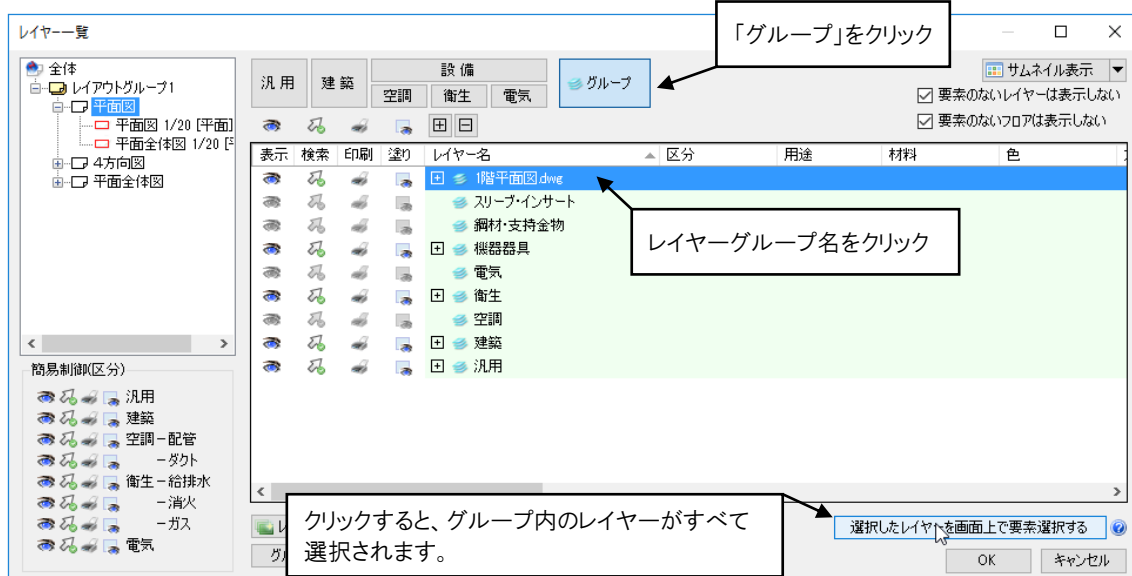 レイヤー一覧
「グループ」をクリック
全体
レイアウトグループ1
平面図
平面図 1/20 [平面]
平面全体図 1/20 [
4方向図
平面全体図
汎用
建築
設備
空調
衛生
電気
グループ
サムネイル表示
要素のないレイヤーは表示しない
要素のないフロアは表示しない
表示 検索 印刷 塗り レイヤー名 区分 用途 材料 色
1階平面図.dwg
スリーブ・インサート
鋼材・支持金物
機器器具
電気
衛生
空調
建築
汎用
レイヤーグループ名をクリック
簡易制御(区分)
汎用
建築
空調－配管
－ダクト
衛生－給排水
－消火
－ガス
電気
クリックすると、グループ内のレイヤーがすべて
選択されます。
選択したレイヤーを画面上で要素選択する
OK
キャンセル